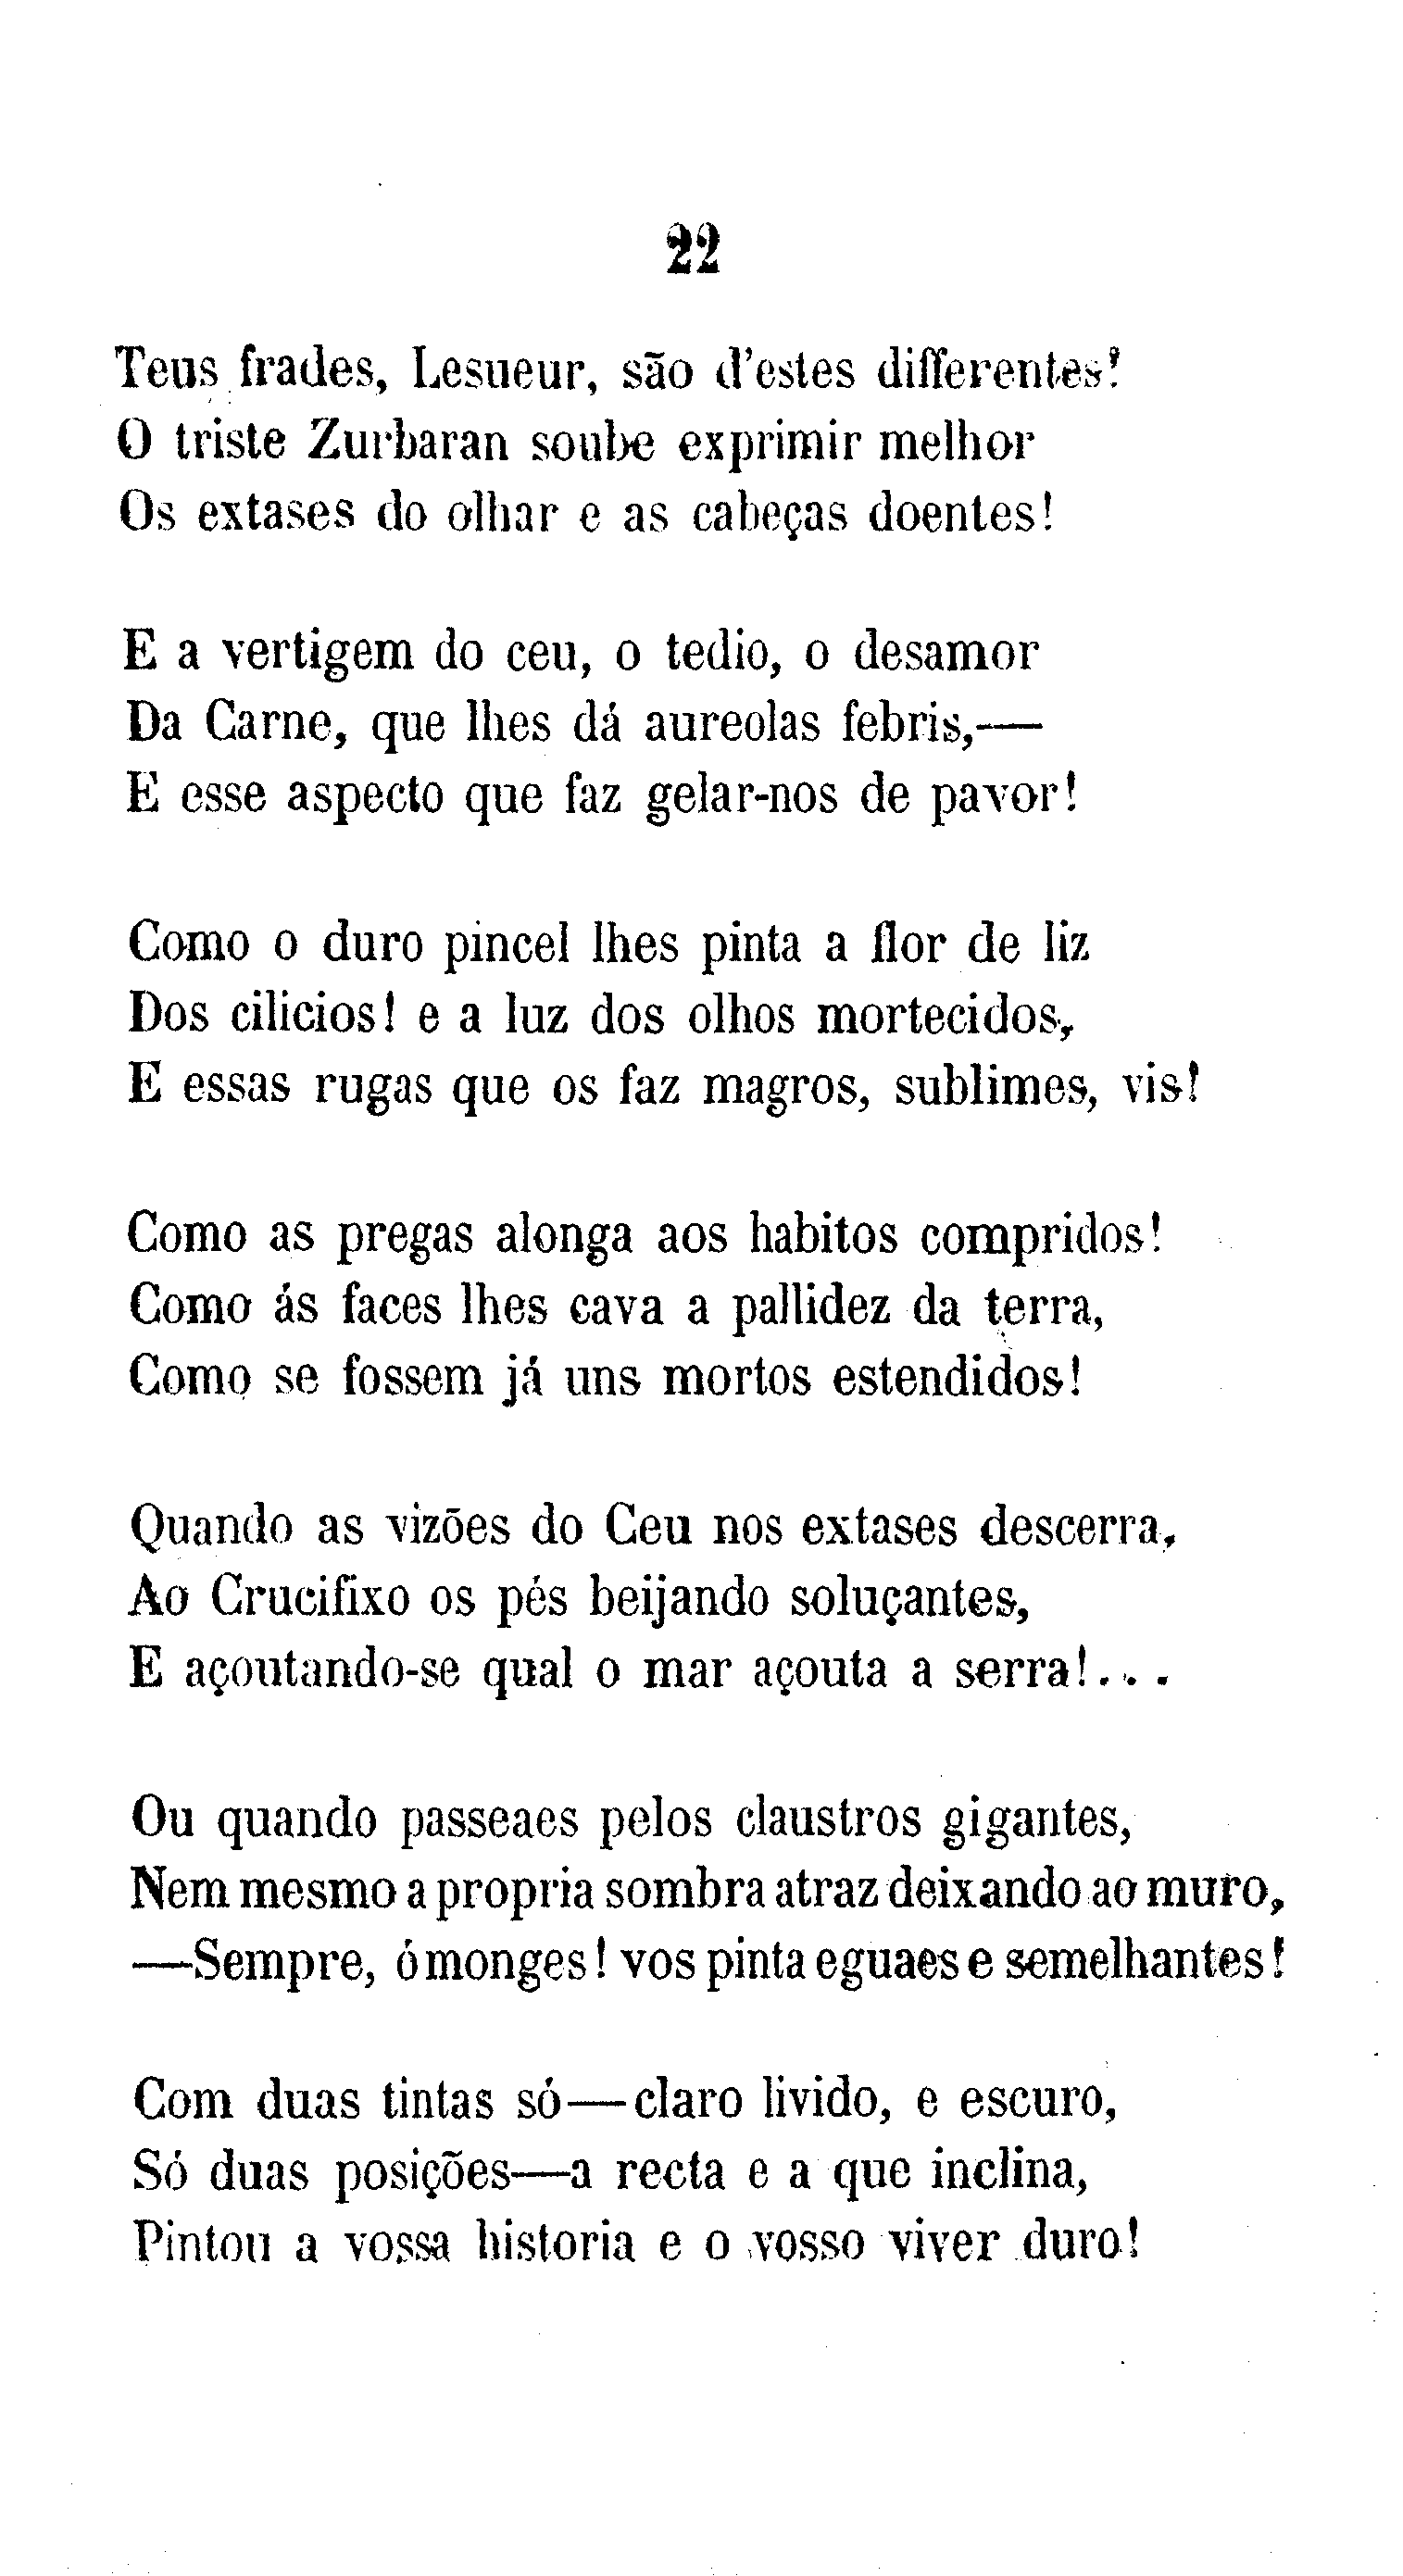 22
Teus frades, Lesueur, são d'estes differentes!
O triste Zurbaran soube exprimir melhor
Os extases do olhar e as cabeças doentes!
E a vertigem do ceu, o tedio, o desamor
Da Carne, que lhes dá aureolas febris,—
E esse aspecto que faz gelar-nos de pavor!
Como o duro pincel lhes pinta a flor de liz
Dos cilicios! e a luz dos olhos mortecidos,
E essas rugas que os faz magros, sublimes, vis!
Como as pregas alonga aos habitos compridos!
Como ás faces lhes cava a pallidez da terra,
Como se fossem já uns mortos estendidos!
Quando as vizões do Ceu nos extases descerra,
Ao Crucifixo os pés beijando soluçantes,
E açoutando-se qual o mar açouta a serra!...
Ou quando passeaes pelos claustros gigantes,
Nem mesmo a propria sombra atraz deixando ao muro,
—Sempre, ó monges! vos pinta eguaes e semelhantes!
Com duas tintas só—claro livido, e escuro,
Só duas posições—a recta e a que inclina,
Pintou a vossa historia e o vosso viver duro!